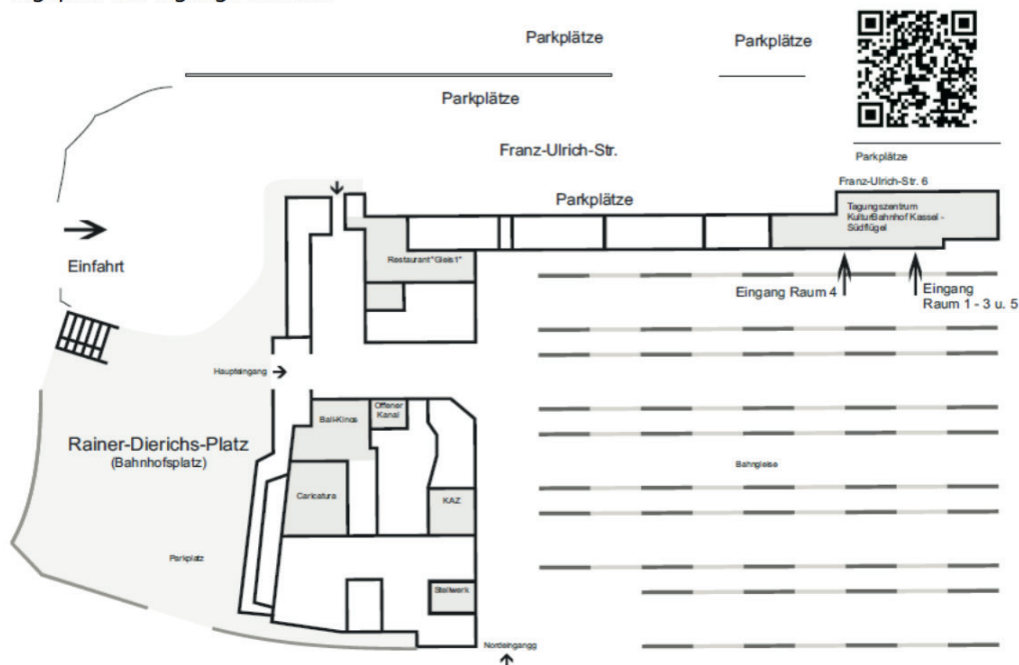 Parkplätze
Parkplätze
Parkplätze
Franz-Ulrich-Str.
Parkplätze
Franz-Ulrich-Str. 6
Parkplätze
Tagungszentrum
KulturBahnhof Kassel -
Südflügel
Einfahrt
Restaurant "Gleis1"
Eingang Raum 4
Eingang
Raum 1 - 3 u. 5
Haupteingang
Bali-Kinos
Offener
Kanal
Rainer-Dierichs-Platz
(Bahnhofsplatz)
Bahngleise
Caricatura
KAZ
Parkplatz
Stellwerk
Nordeingangg